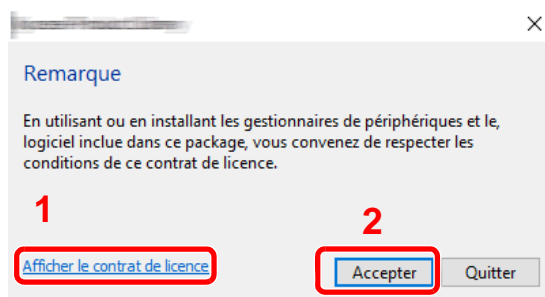 Remarque
En utilisant ou en installant les gestionnaires de périphériques et le,
logiciel inclue dans ce package, vous convenez de respecter les
conditions de ce contrat de licence.
1
2
Afficher le contrat de licence
Accepter
Quitter